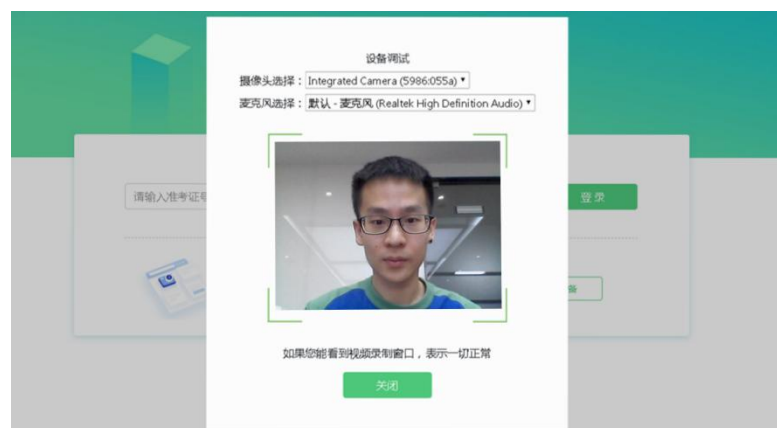 设备调试
摄像头选择：Integrated Camera (5986:055a)
麦克风选择：默认 - 麦克风 (Realtek High Definition Audio)
请输入准考证号
登录
备
如果您能看到视频录制窗口，表示一切正常
关闭